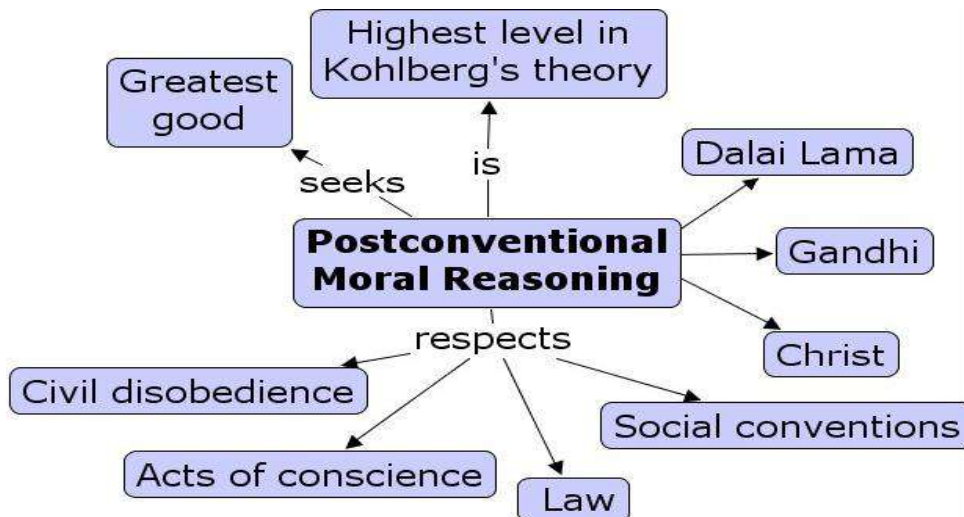 Highest level in
Kohlberg's theory
Greatest
good
Dalai Lama
seeks
is
Postconventional
Moral Reasoning
Gandhi
respects
Christ
Civil disobedience
Social conventions
Acts of conscience
Law